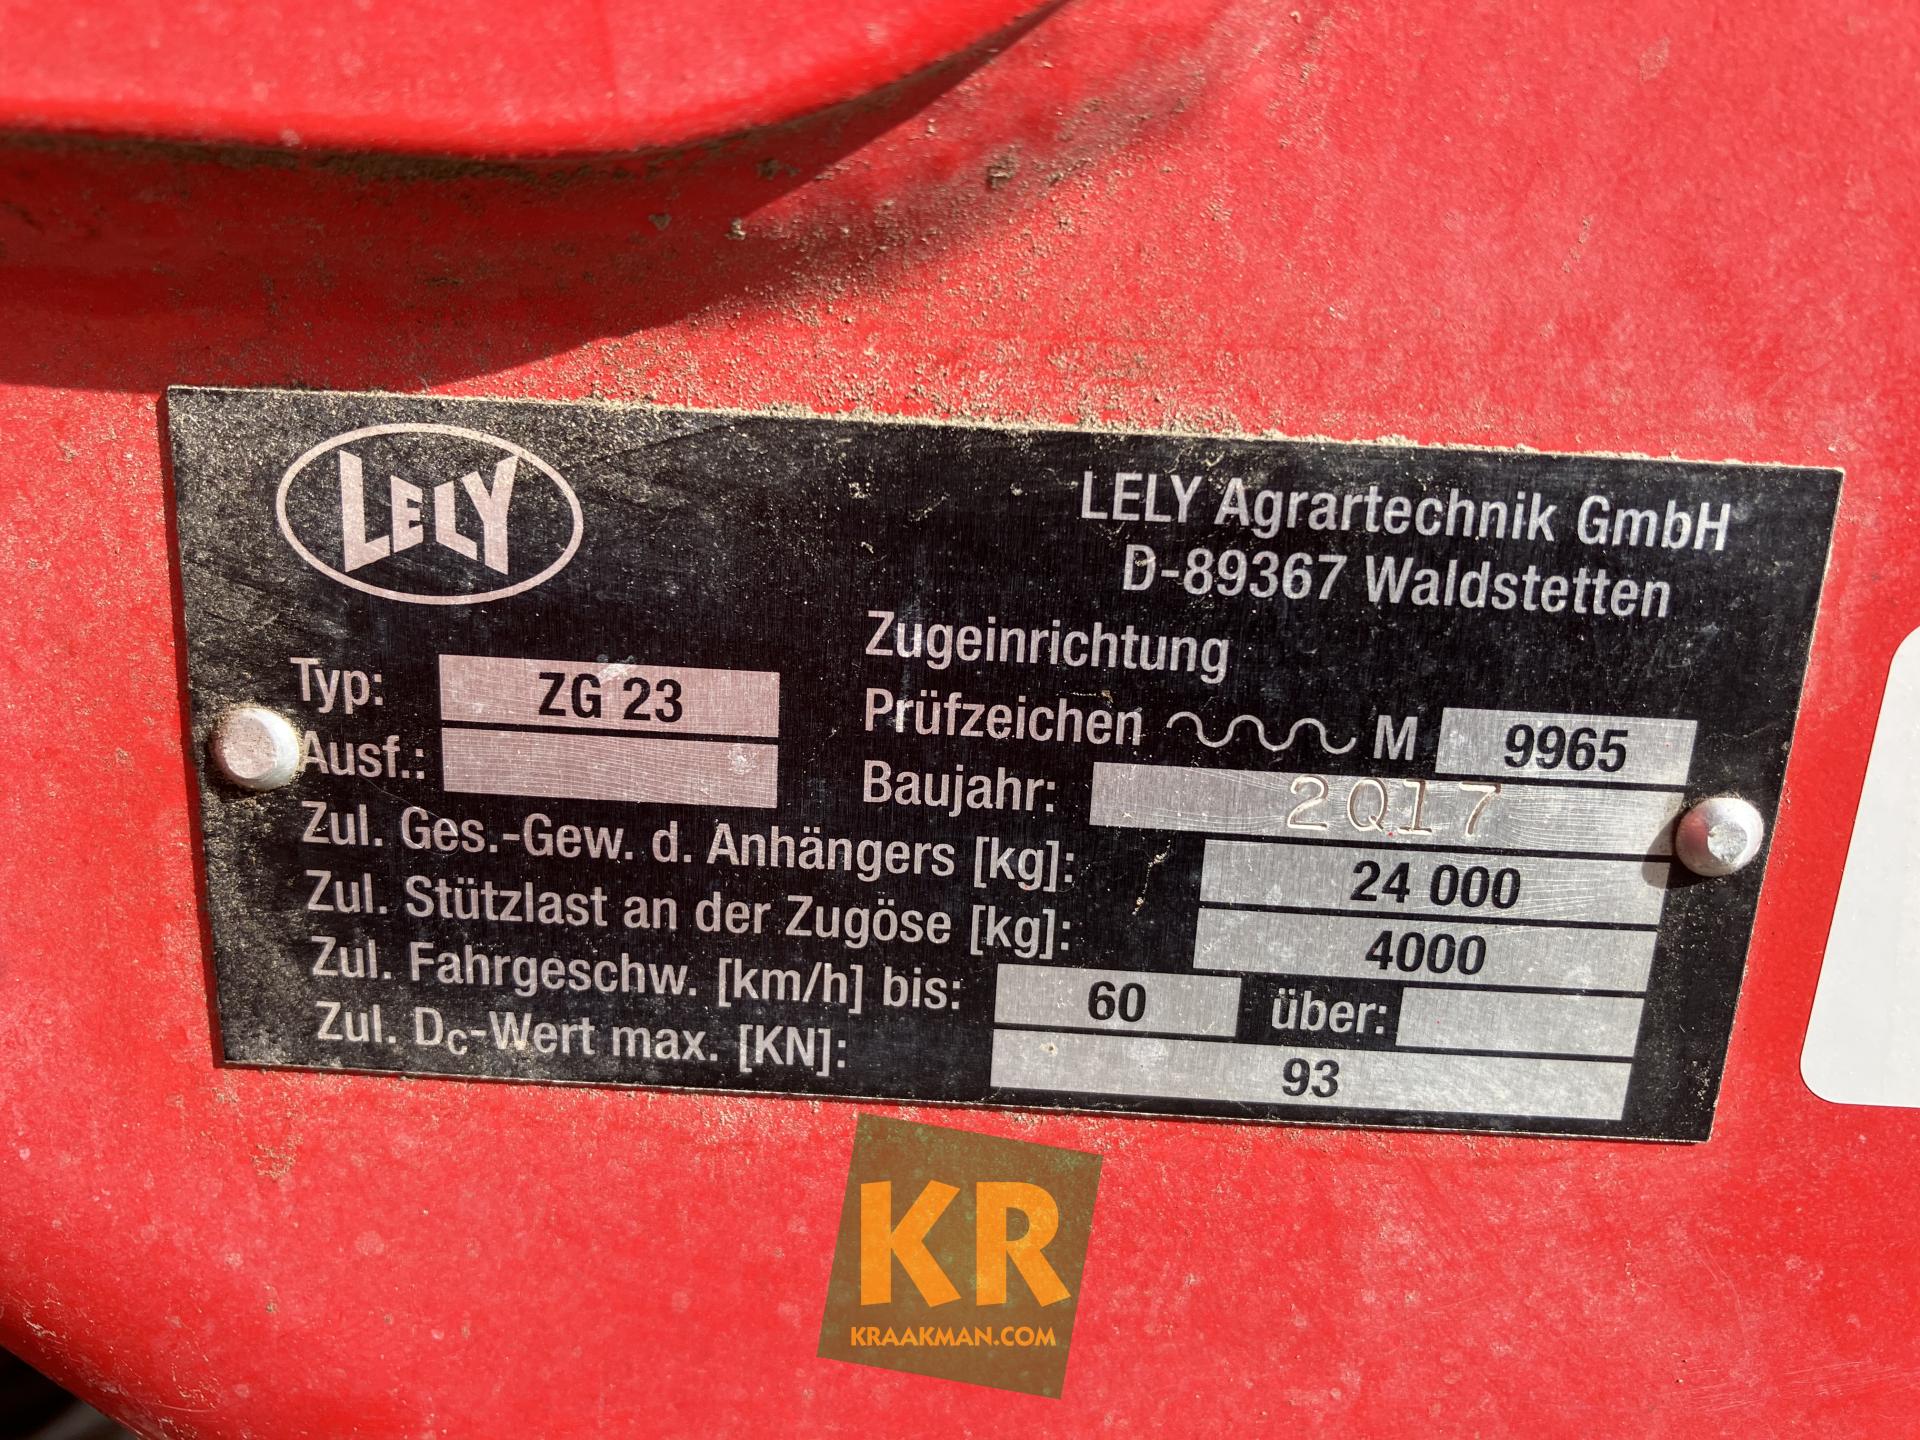 LELY
LELY Agrartechnik GmbH
D-89367 Waldstetten
Zugeinrichtung
Typ: ZG 23
Prüfzeichen M 9965
Ausf.:
Baujahr: 2017
Zul. Ges.-Gew. d. Anhängers [kg]: 24 000
Zul. Stützlast an der Zugöse [kg]: 4000
Zul. Fahrgeschw. [km/h] bis: 60 über:
Zul. Dc-Wert max. [KN]: 93
KR
KRAAKMAN.COM